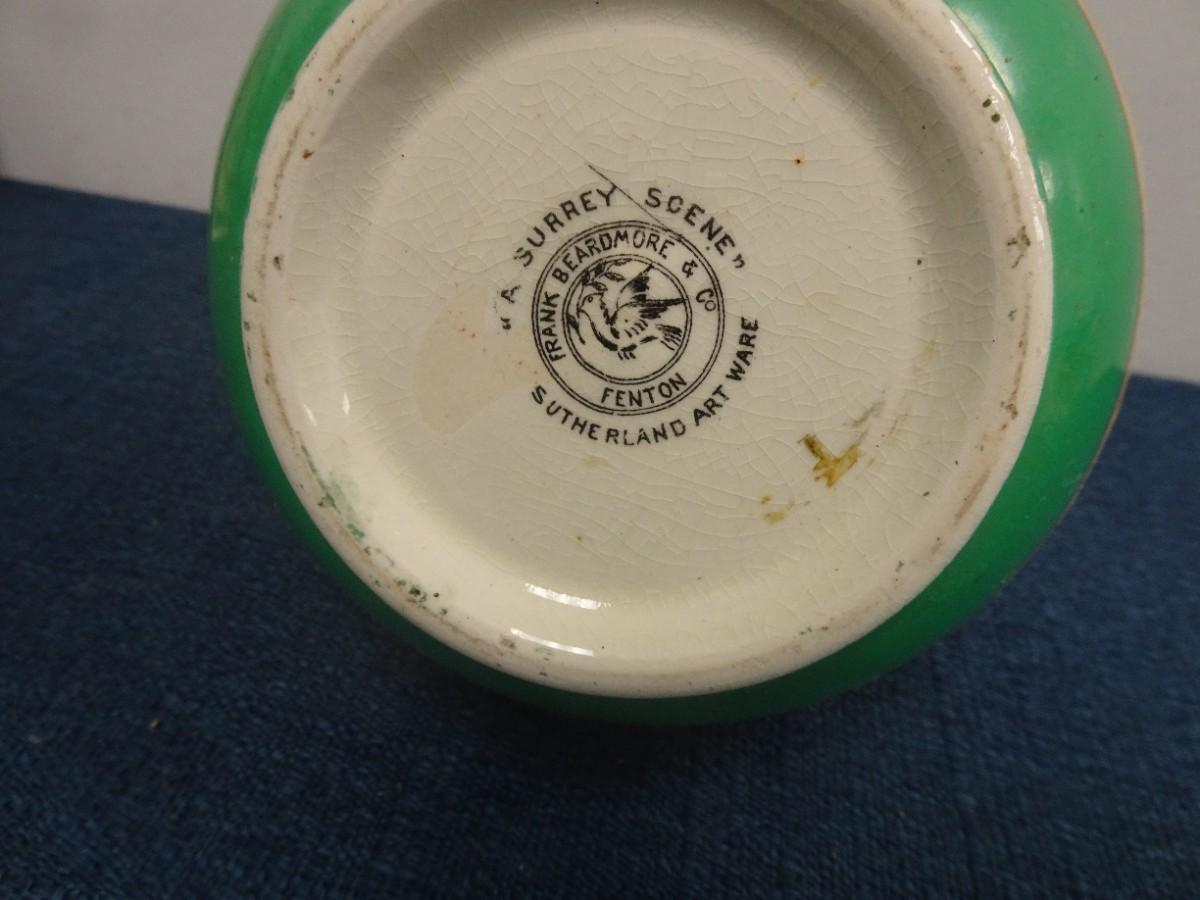 "A SURREY SCENE"
FRANK BEARDMORE & Co
FENTON
SUTHERLAND ART WARE